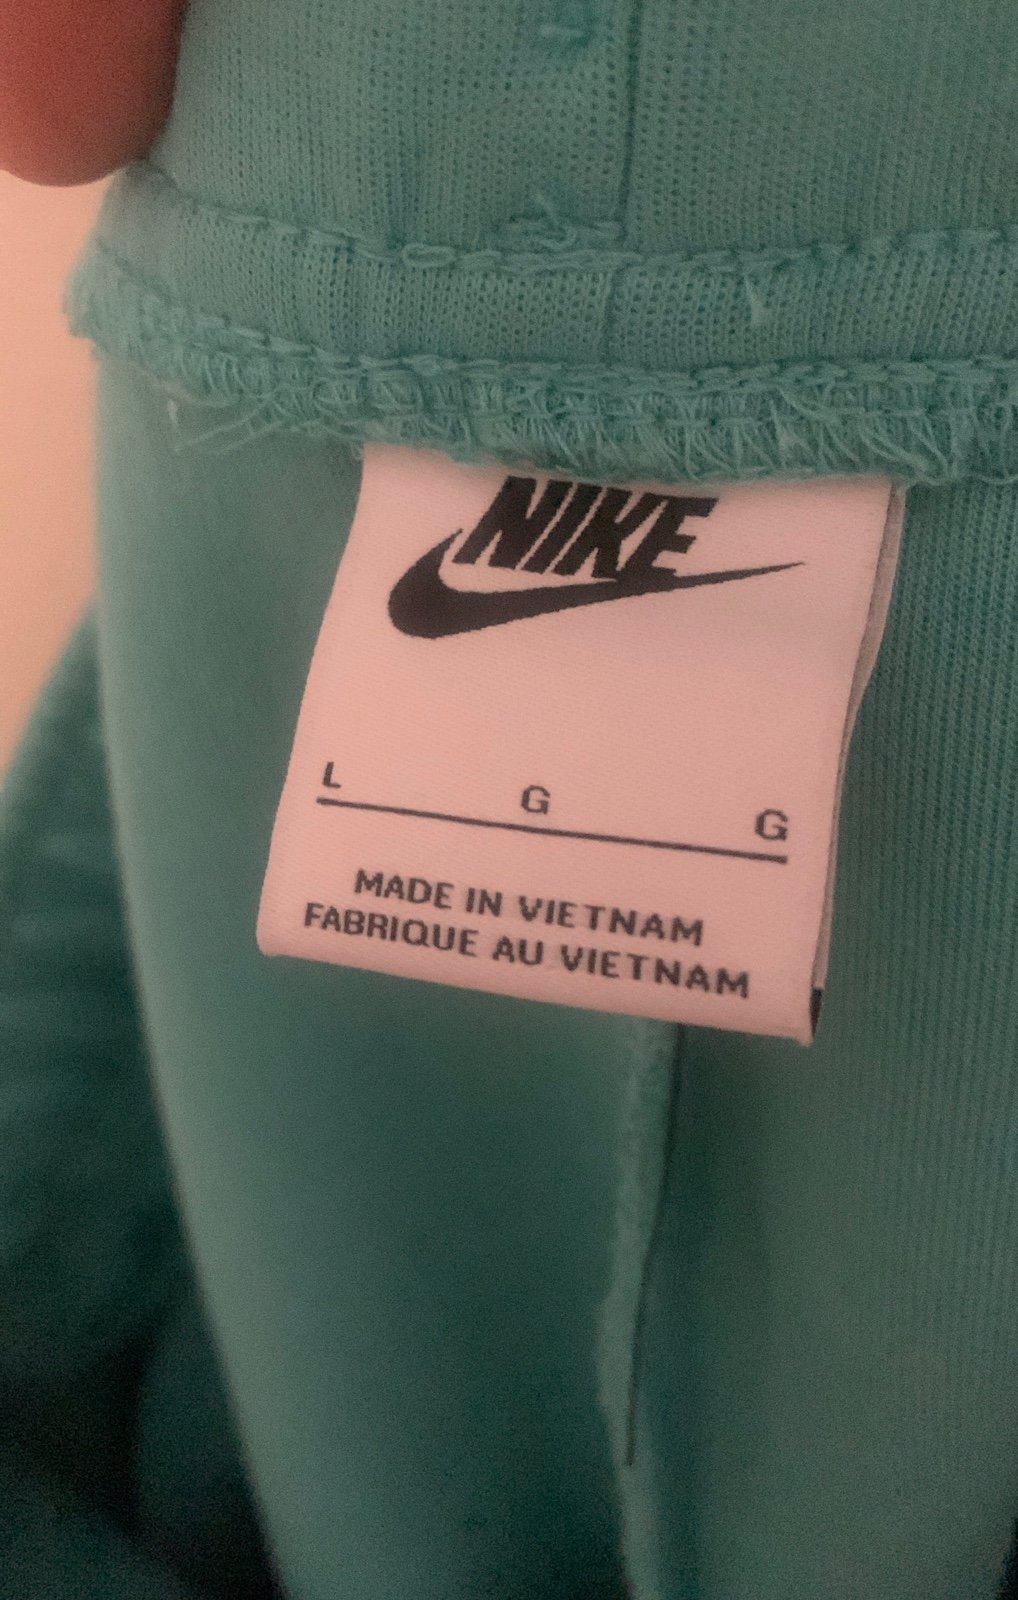 NIKE
L G G
MADE IN VIETNAM
FABRIQUE AU VIETNAM